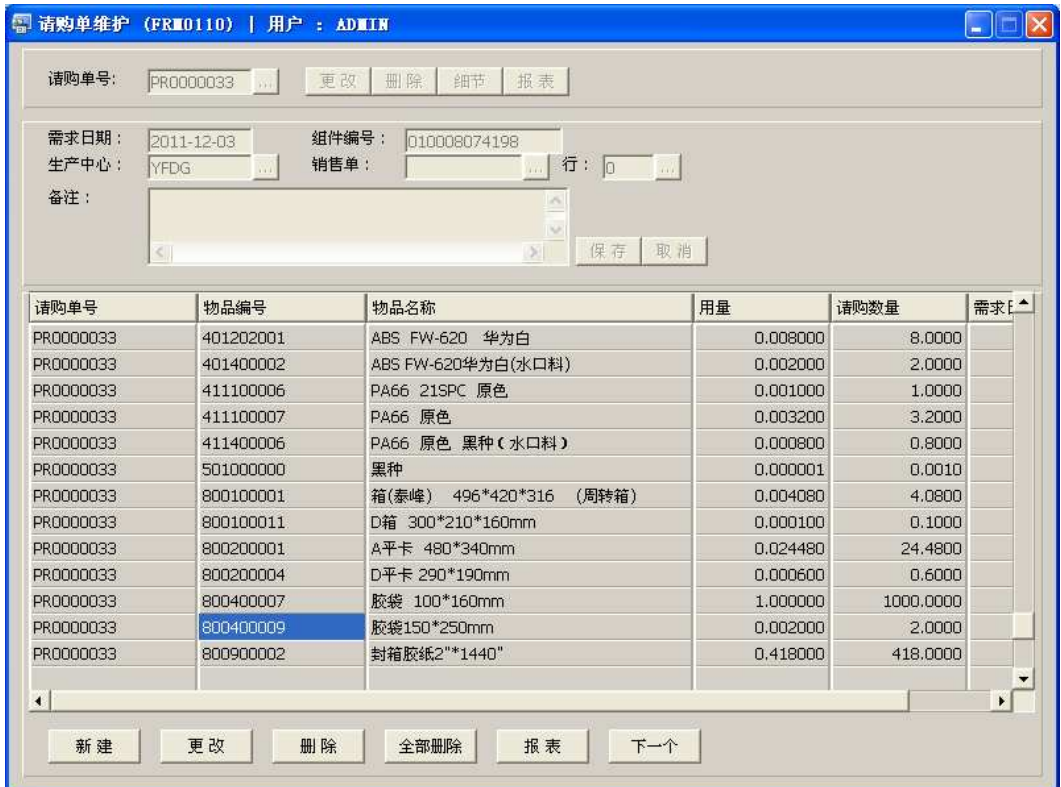 请购单维护 (FRM0110) | 用户 : ADMIN
请购单号: PR0000033 ... 更改 删除 细节 报表
需求日期: 2011-12-03 组件编号: 010008074198
生产中心: YFDG ... 销售单: ... 行: 0 ...
备注:
保存 取消
请购单号 物品编号 物品名称 用量 请购数量 需求日
PR0000033 401202001 ABS FW-620 华为白 0.008000 8.0000
PR0000033 401400002 ABS FW-620华为白(水口料) 0.002000 2.0000
PR0000033 411100006 PA66 21SPC 原色 0.001000 1.0000
PR0000033 411100007 PA66 原色 0.003200 3.2000
PR0000033 411400006 PA66 原色 黑种(水口料) 0.000800 0.8000
PR0000033 501000000 黑种 0.000001 0.0010
PR0000033 800100001 箱(泰峰) 496*420*316 (周转箱) 0.004080 4.0800
PR0000033 800100011 D箱 300*210*160mm 0.000100 0.1000
PR0000033 800200001 A平卡 480*340mm 0.024480 24.4800
PR0000033 800200004 D平卡 290*190mm 0.000600 0.6000
PR0000033 800400007 胶袋 100*160mm 1.000000 1000.0000
PR0000033 800400009 胶袋150*250mm 0.002000 2.0000
PR0000033 800900002 封箱胶纸2"*1440" 0.418000 418.0000
新建 更改 删除 全部删除 报表 下一个